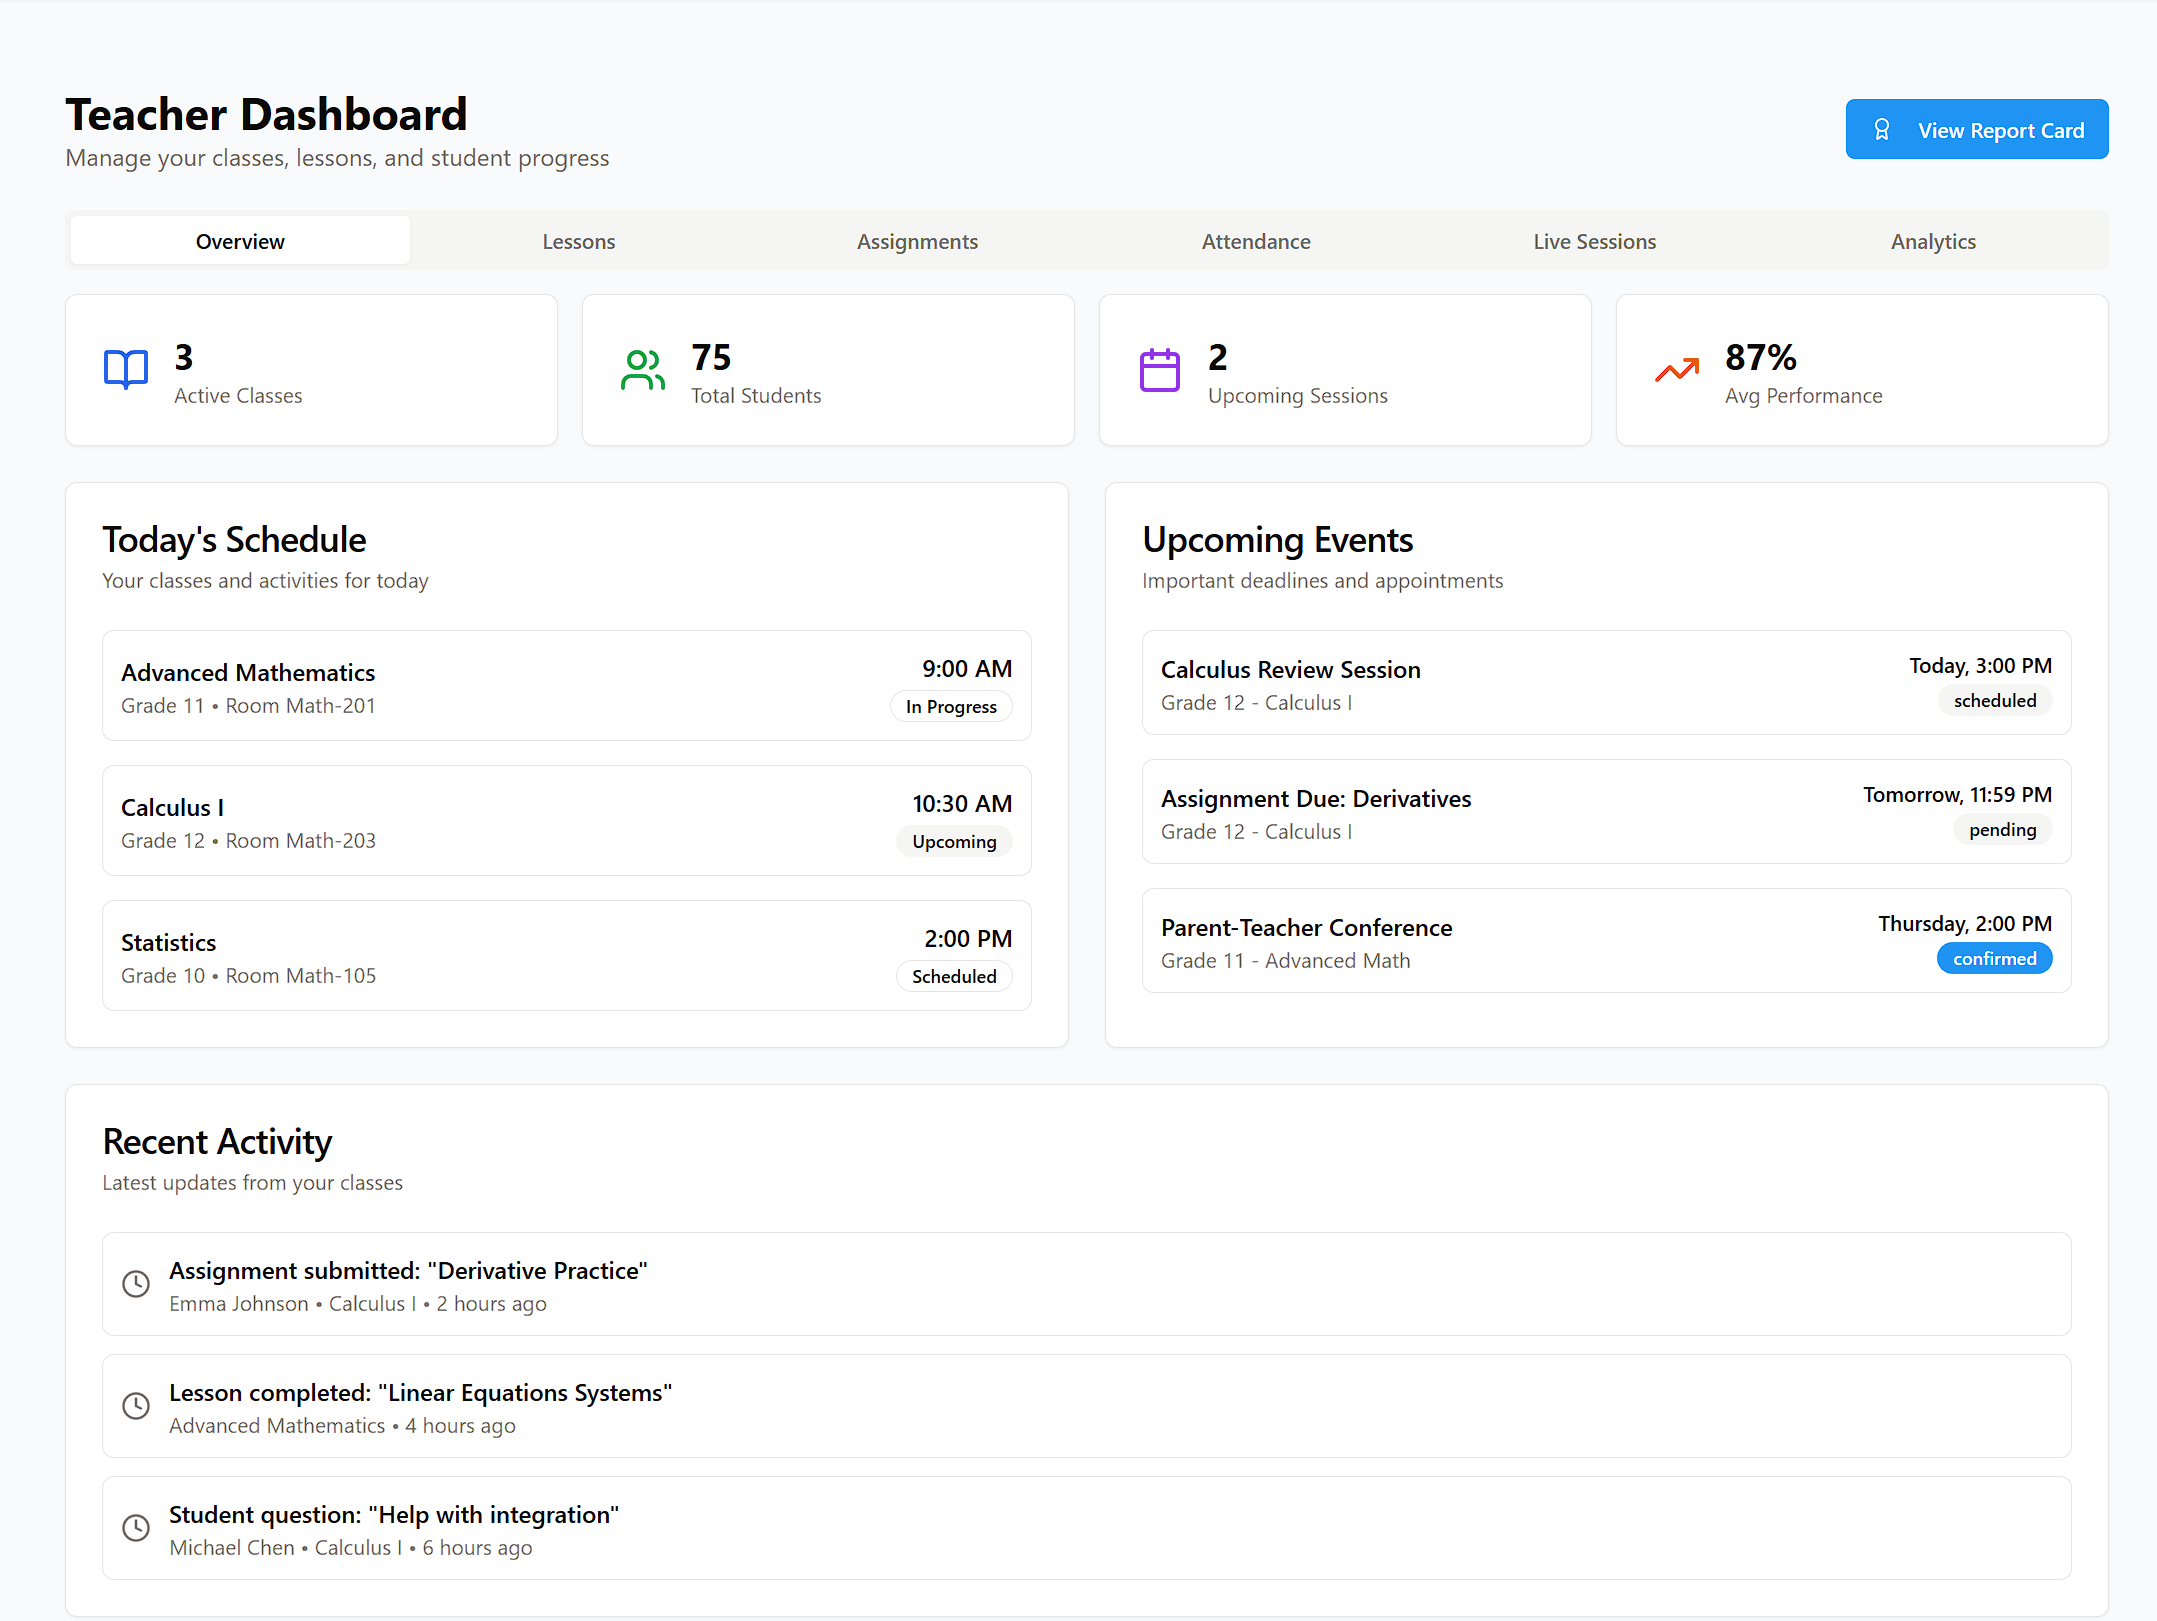 Teacher Dashboard
Manage your classes, lessons, and student progress
View Report Card
Overview
Lessons
Assignments
Attendance
Live Sessions
Analytics
3
Active Classes
75
Total Students
2
Upcoming Sessions
87%
Avg Performance
Today's Schedule
Your classes and activities for today
Advanced Mathematics
Grade 11 • Room Math-201
9:00 AM
In Progress
Calculus I
Grade 12 • Room Math-203
10:30 AM
Upcoming
Statistics
Grade 10 • Room Math-105
2:00 PM
Scheduled
Upcoming Events
Important deadlines and appointments
Calculus Review Session
Grade 12 - Calculus I
Today, 3:00 PM
scheduled
Assignment Due: Derivatives
Grade 12 - Calculus I
Tomorrow, 11:59 PM
pending
Parent-Teacher Conference
Grade 11 - Advanced Math
Thursday, 2:00 PM
confirmed
Recent Activity
Latest updates from your classes
Assignment submitted: "Derivative Practice"
Emma Johnson • Calculus I • 2 hours ago
Lesson completed: "Linear Equations Systems"
Advanced Mathematics • 4 hours ago
Student question: "Help with integration"
Michael Chen • Calculus I • 6 hours ago